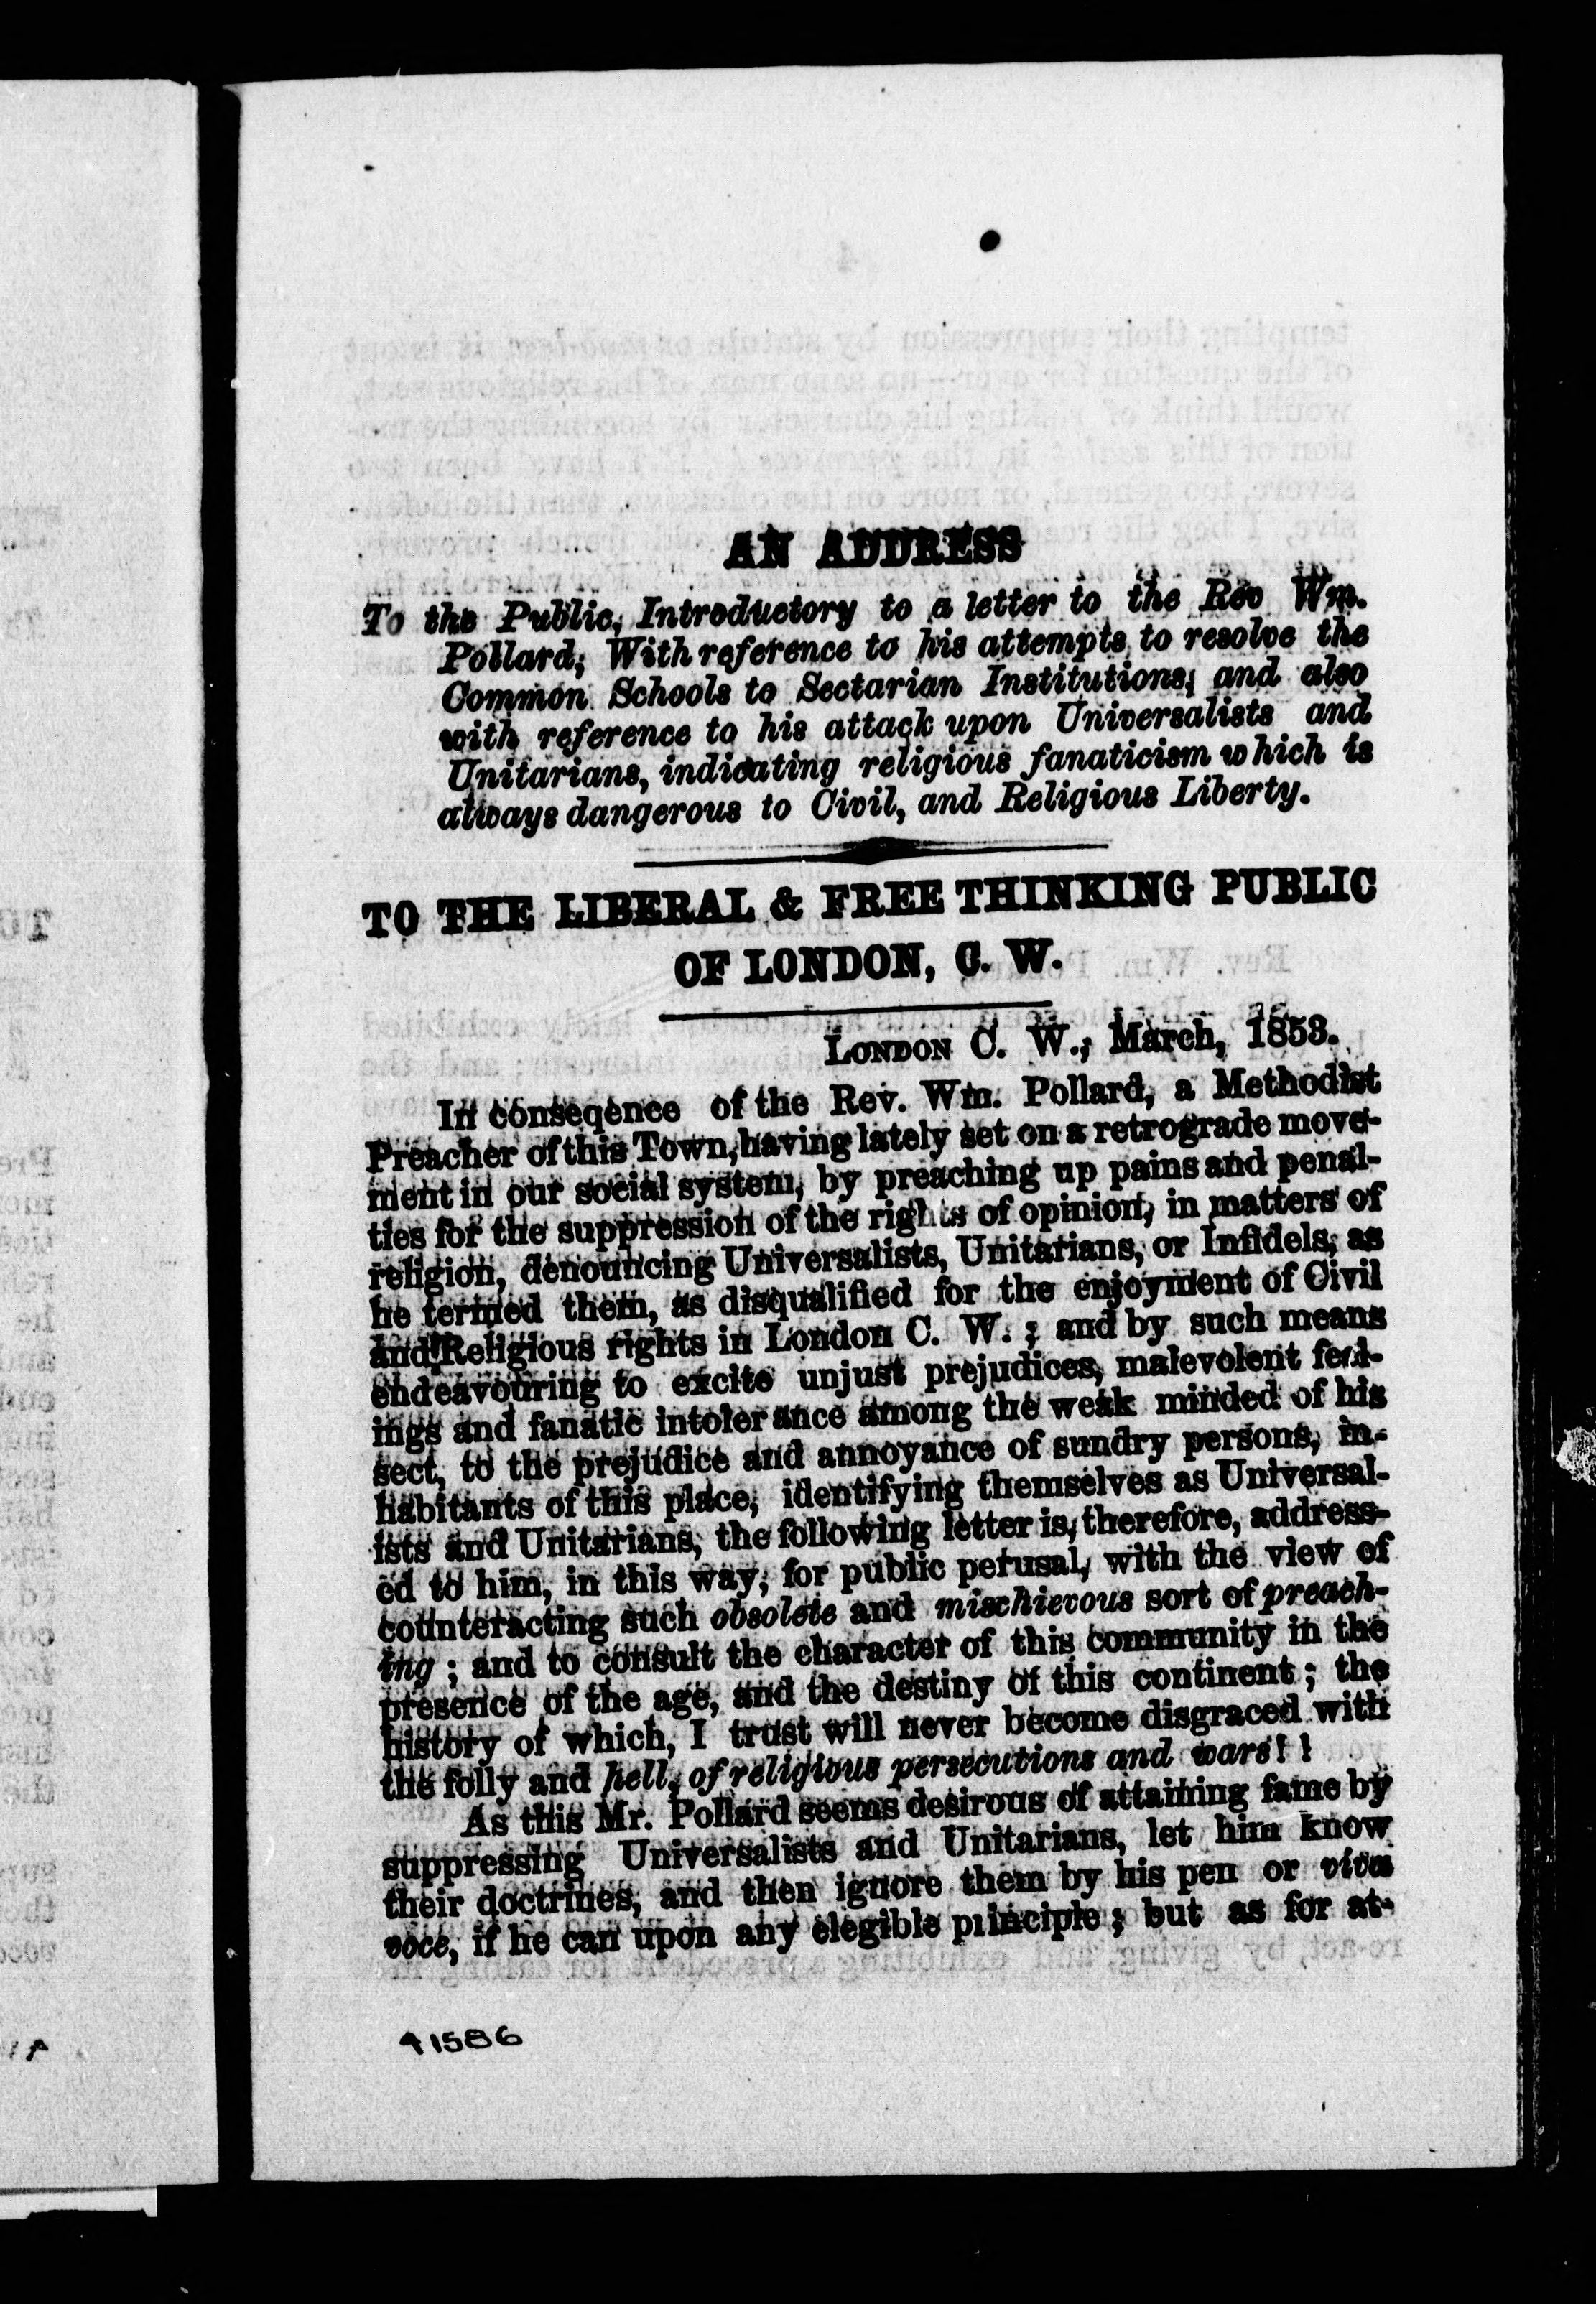 AN ADDRESS
To the Public, Introductory to a letter to the Rev Wm.
Pollard; With reference to his attempts to resolve the
Common Schools to Sectarian Institutions; and also
with reference to his attack upon Universalists and
Unitarians, indicating religious fanaticism which is
always dangerous to Civil, and Religious Liberty.
TO THE LIBERAL & FREE THINKING PUBLIC
OF LONDON, C. W.
LONDON C. W., March, 1853.
In conseqence of the Rev. Wm. Pollard, a Methodist
Preacher of this Town, having lately set on a retrograde move-
ment in our social system, by preaching up pains and penal-
ties for the suppression of the rights of opinion, in matters of
religion, denouncing Universalists, Unitarians, or Infidels, as
he termed them, as disqualified for the enjoyment of Civil
and Religious rights in London C. W. ; and by such means
endeavouring to excite unjust prejudices, malevolent feel-
ings and fanatic intolerance among the weak minded of his
sect, to the prejudice and annoyance of sundry persons, in-
habitants of this place, identifying themselves as Universal-
ists and Unitarians, the following letter is, therefore, address-
ed to him, in this way, for public perusal, with the view of
counteracting such obsolete and mischievous sort of preach-
ing ; and to consult the character of this community in the
presence of the age, and the destiny of this continent ; the
history of which, I trust will never become disgraced with
the folly and hell, of religious persecutions and wars ! !
As this Mr. Pollard seems desirous of attaining fame by
suppressing Universalists and Unitarians, let him know
their doctrines, and then ignore them by his pen or viva
voce, if he can upon any elegible principle ; but as for at-
41586